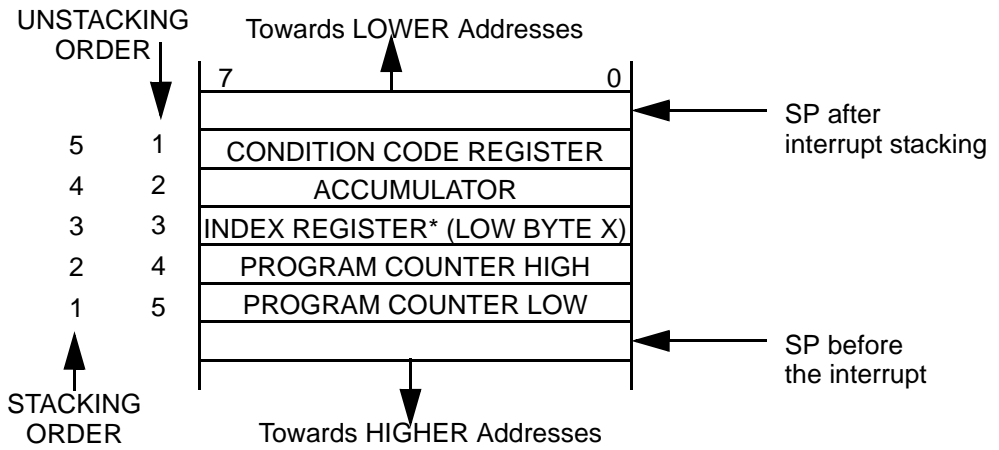 UNSTACKING
ORDER
Towards LOWER Addresses
7 0
SP after
interrupt stacking
5 1 CONDITION CODE REGISTER
4 2 ACCUMULATOR
3 3 INDEX REGISTER* (LOW BYTE X)
2 4 PROGRAM COUNTER HIGH
1 5 PROGRAM COUNTER LOW
SP before
the interrupt
STACKING
ORDER
Towards HIGHER Addresses